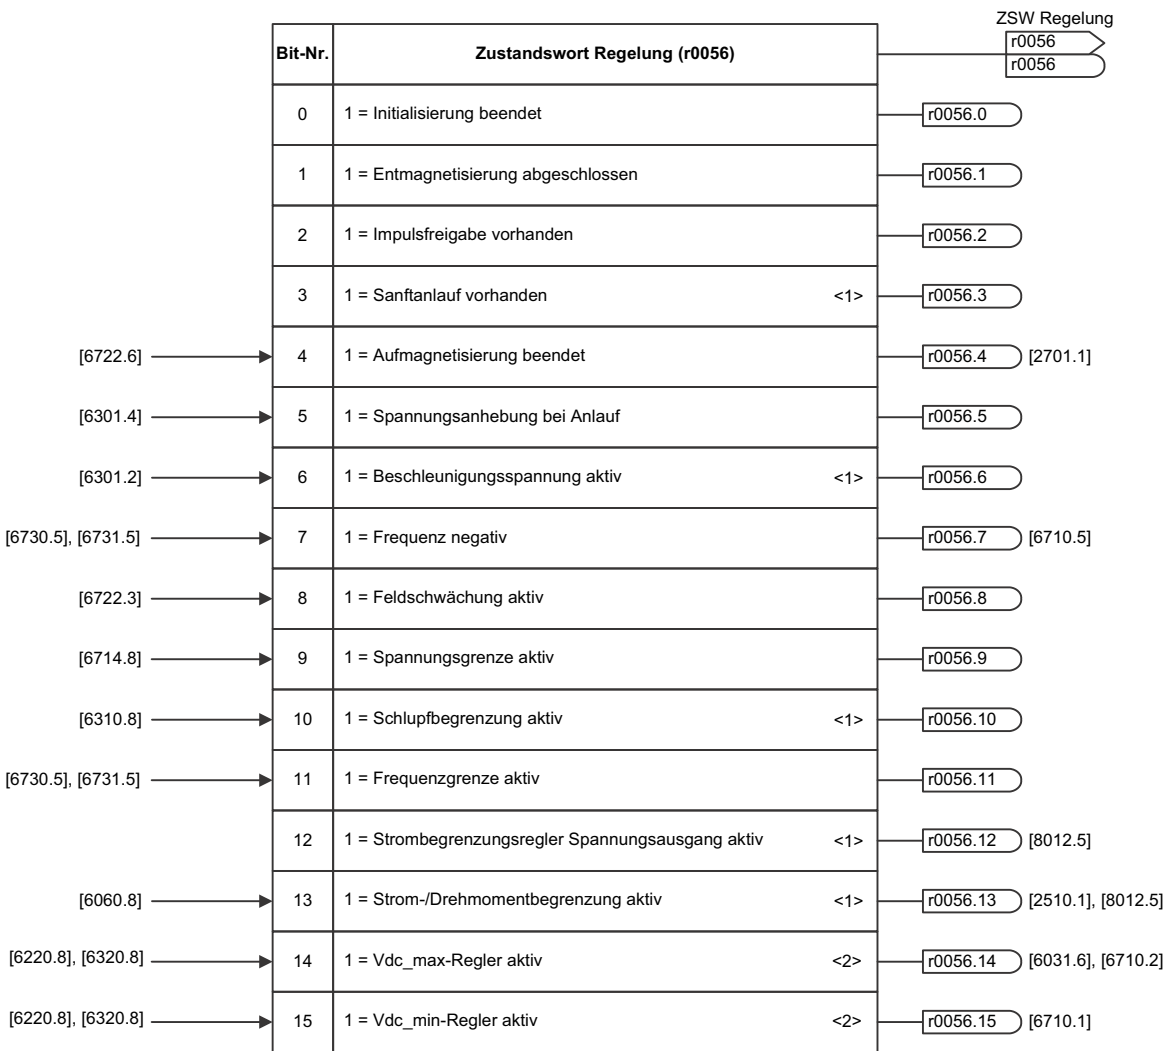 ZSW Regelung
Bit-Nr. Zustandswort Regelung (r0056) r0056
r0056
0 1 = Initialisierung beendet r0056.0
1 1 = Entmagnetisierung abgeschlossen r0056.1
2 1 = Impulsfreigabe vorhanden r0056.2
3 1 = Sanftanlauf vorhanden <1> r0056.3
[6722.6] 4 1 = Aufmagnetisierung beendet r0056.4 [2701.1]
[6301.4] 5 1 = Spannungsanhebung bei Anlauf r0056.5
[6301.2] 6 1 = Beschleunigungsspannung aktiv <1> r0056.6
[6730.5], [6731.5] 7 1 = Frequenz negativ r0056.7 [6710.5]
[6722.3] 8 1 = Feldschwächung aktiv r0056.8
[6714.8] 9 1 = Spannungsgrenze aktiv r0056.9
[6310.8] 10 1 = Schlupfbegrenzung aktiv <1> r0056.10
[6730.5], [6731.5] 11 1 = Frequenzgrenze aktiv r0056.11
12 1 = Strombegrenzungsregler Spannungsausgang aktiv <1> r0056.12 [8012.5]
[6060.8] 13 1 = Strom-/Drehmomentbegrenzung aktiv <1> r0056.13 [2510.1], [8012.5]
[6220.8], [6320.8] 14 1 = Vdc_max-Regler aktiv <2> r0056.14 [6031.6], [6710.2]
[6220.8], [6320.8] 15 1 = Vdc_min-Regler aktiv <2> r0056.15 [6710.1]